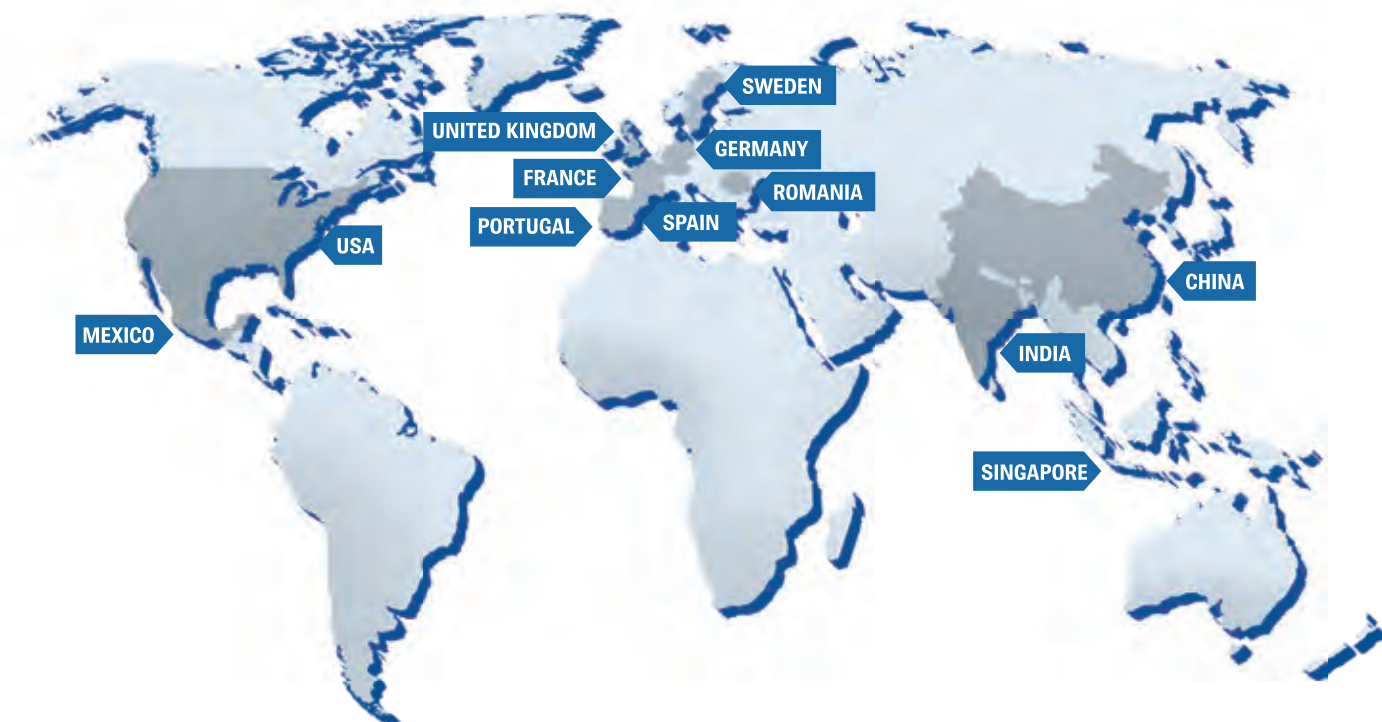 SWEDEN
UNITED KINGDOM
GERMANY
FRANCE
ROMANIA
PORTUGAL
SPAIN
USA
CHINA
MEXICO
INDIA
SINGAPORE